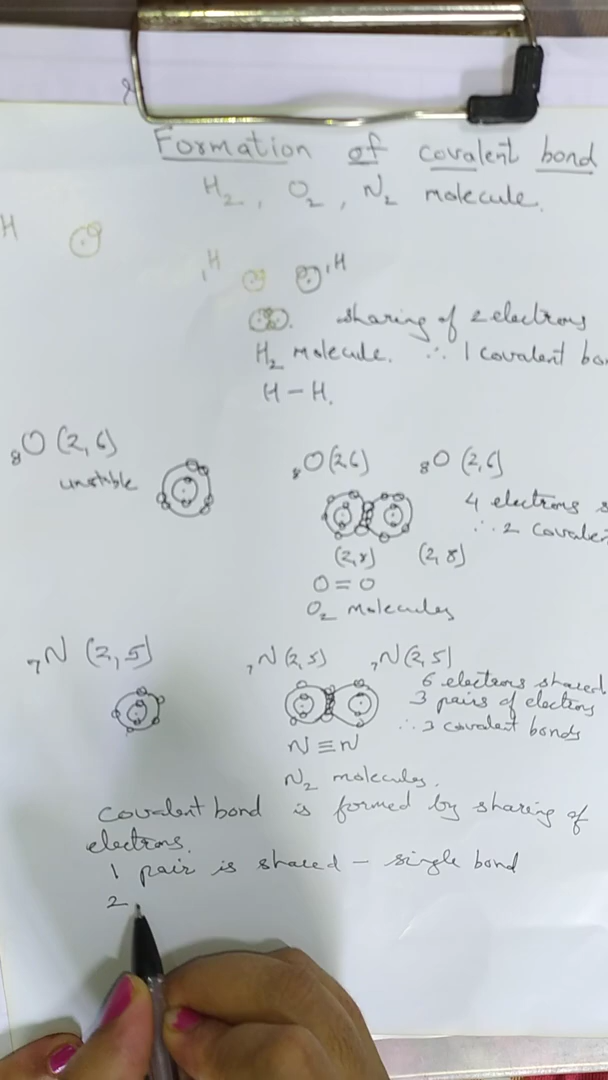 Formation of covalent bond
H₂, O₂, N₂ molecule.
H
₁H ₁H
sharing of 2 electrons
H₂ molecule. ∴ 1 covalent
H – H.
₈O (2,6)
unstable
₈O (2,6) ₈O (2,6)
4 electrons
∴ 2
(2,8) (2,8)
O = O
O₂ molecules
₇N (2,5)
₇N (2,5) ₇N (2,5)
6 electrons shared
3 pairs of electrons
∴ 3 covalent bonds
N ≡ N
N₂ molecules.
covalent bond is formed by sharing of
electrons.
1 pair is shared – single bond
2